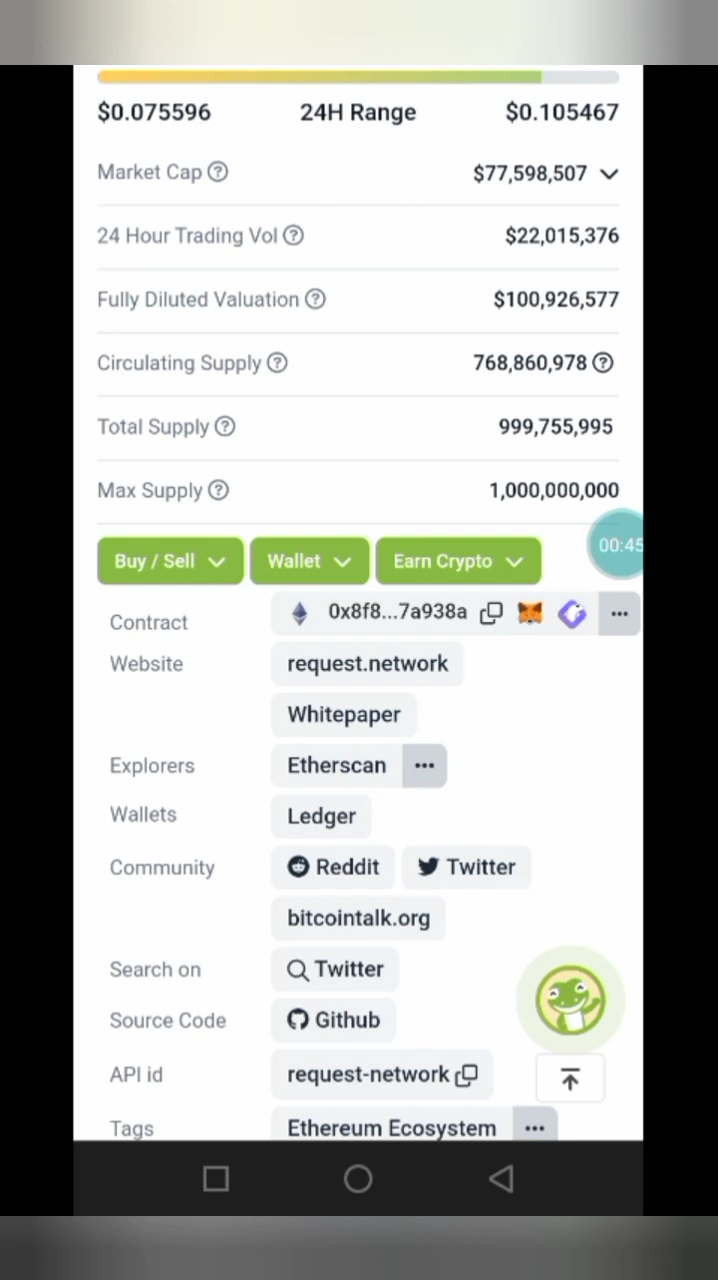 $0.075596 24H Range $0.105467
Market Cap $77,598,507
24 Hour Trading Vol $22,015,376
Fully Diluted Valuation $100,926,577
Circulating Supply 768,860,978
Total Supply 999,755,995
Max Supply 1,000,000,000
00:45
Buy / Sell Wallet Earn Crypto
Contract 0x8f8...7a938a
Website request.network
Whitepaper
Explorers Etherscan
Wallets Ledger
Community Reddit Twitter
bitcointalk.org
Search on Twitter
Source Code Github
API id request-network
Tags Ethereum Ecosystem